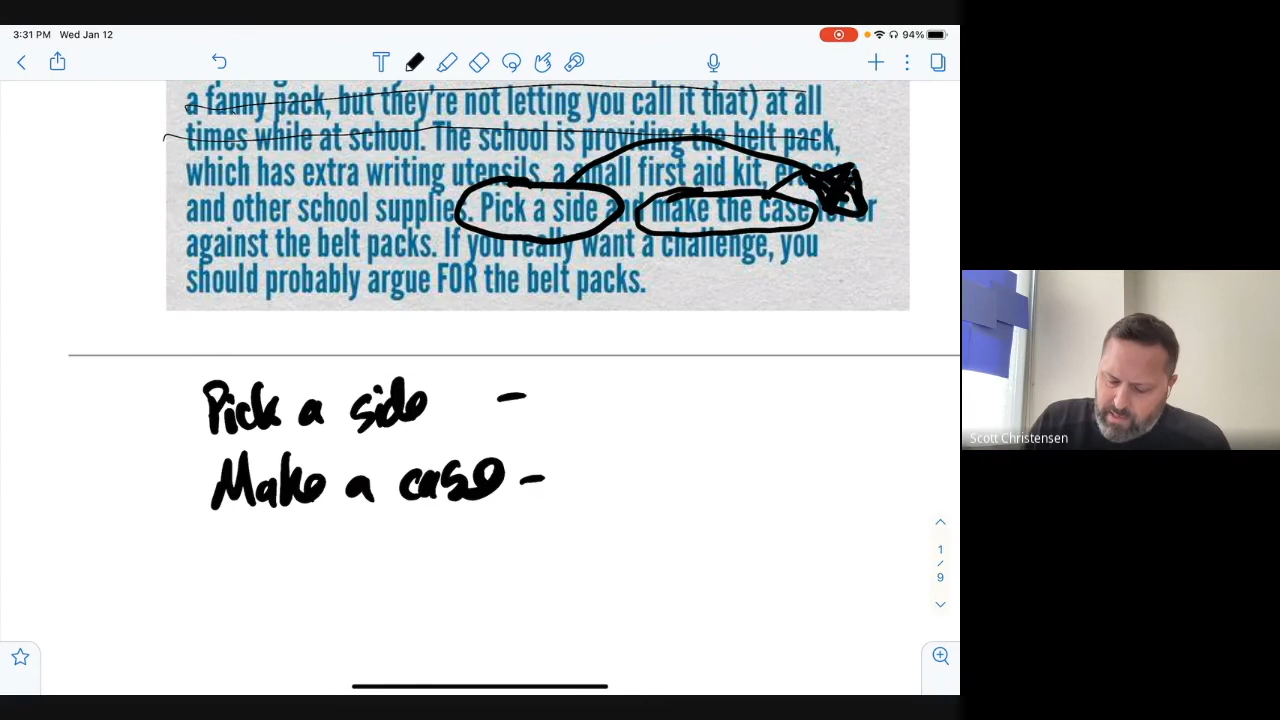 3:31 PM Wed Jan 12
94%
a fanny pack, but they're not letting you call it that) at all
times while at school. The school is providing the belt pack,
which has extra writing utensils, a small first aid kit,
and other school supplies. Pick a side and make the case for or
against the belt packs. If you really want a challenge, you
should probably argue FOR the belt packs.
Pick a side -
Make a case -
1
/
9
Scott Christensen